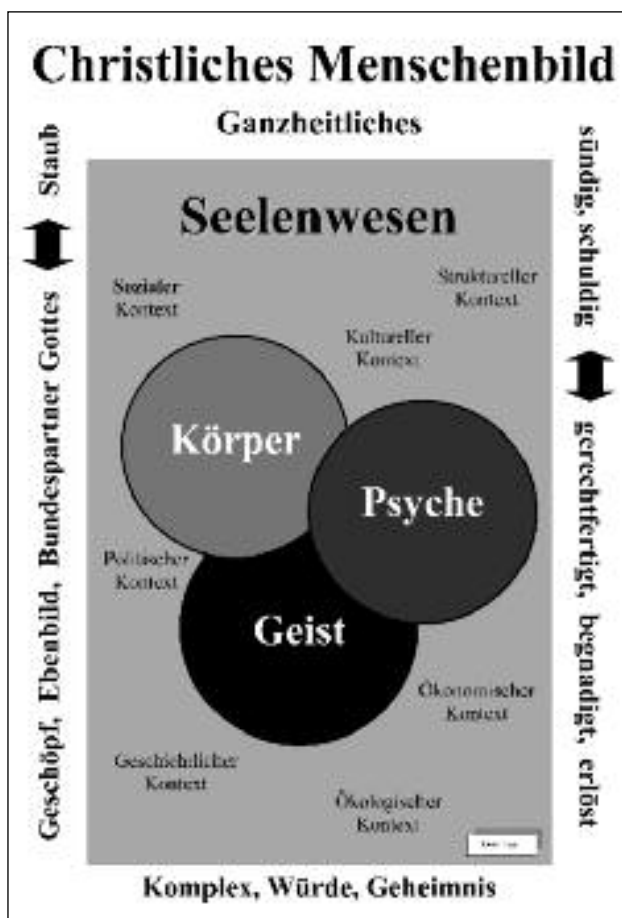 Christliches Menschenbild
Ganzheitliches
Staub
Geschöpf, Ebenbild, Bundespartner Gottes
Seelenwesen
Sozialer
Kontext
Struktureller
Kontext
Kultureller
Kontext
Körper
Psyche
Politischer
Kontext
Geist
Ökonomischer
Kontext
Geschichtlicher
Kontext
Ökologischer
Kontext
sündig, schuldig
gerechtfertigt, begnadigt, erlöst
Komplex, Würde, Geheimnis